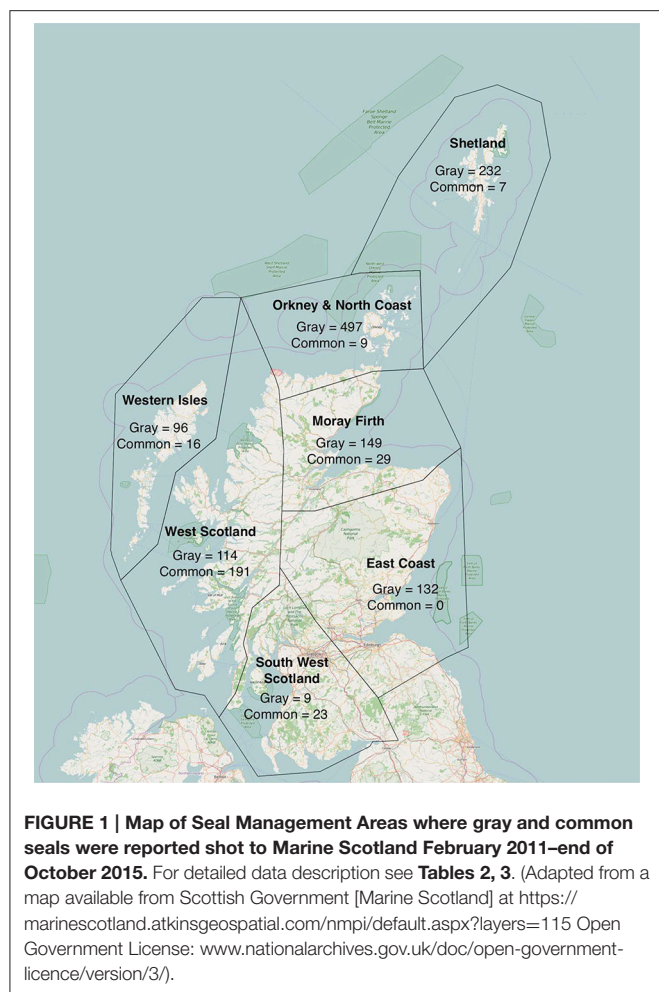 Shetland
Gray = 232
Common = 7
Orkney & North Coast
Gray = 497
Common = 9
Western Isles
Gray = 96
Common = 16
Moray Firth
Gray = 149
Common = 29
West Scotland
Gray = 114
Common = 191
East Coast
Gray = 132
Common = 0
South West
Scotland
Gray = 9
Common = 23
FIGURE 1 | Map of Seal Management Areas where gray and common
seals were reported shot to Marine Scotland February 2011–end of
October 2015. For detailed data description see Tables 2, 3. (Adapted from a
map available from Scottish Government [Marine Scotland] at https://
marinescotland.atkinsgeospatial.com/nmpi/default.aspx?layers=115 Open
Government License: www.nationalarchives.gov.uk/doc/open-government-
licence/version/3/).